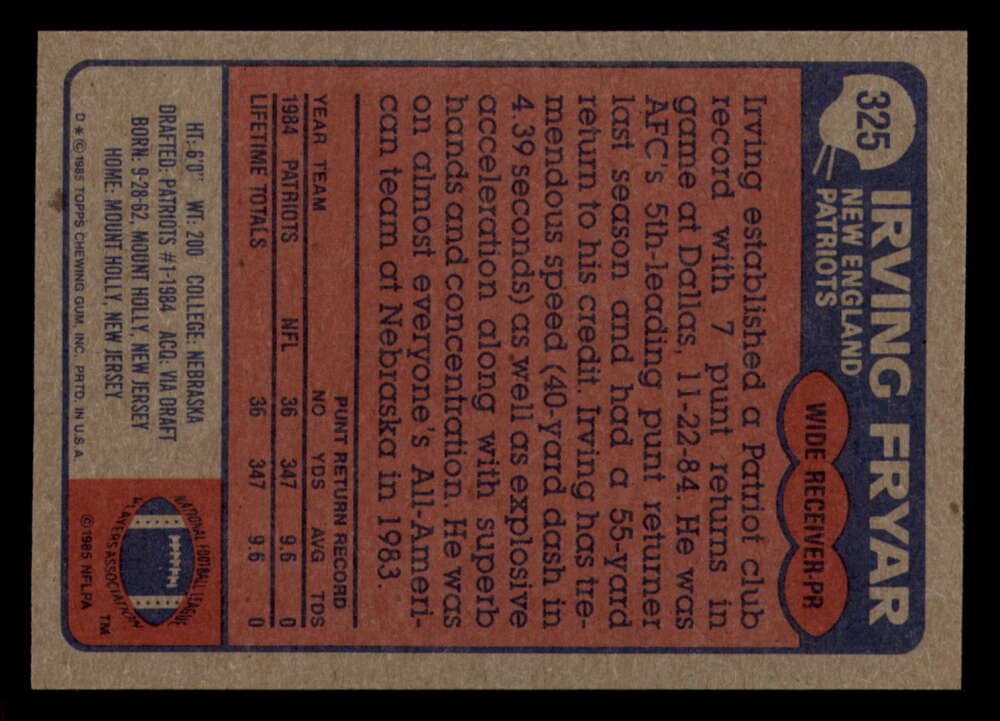 325
IRVING FRYAR
NEW ENGLAND
PATRIOTS
WIDE RECEIVER-PR
Irving established a Patriot club
record with 7 punt returns in
game at Dallas, 11-22-84. He was
AFC's 5th-leading punt returner
last season and had a 55-yard
return to his credit. Irving has tre-
mendous speed (40-yard dash in
4.39 seconds) as well as explosive
acceleration along with superb
hands and concentration. He was
on almost everyone's All-Ameri-
can team at Nebraska in 1983.
PUNT RETURN RECORD
YEAR TEAM NO YDS AVG TDS
1984 PATRIOTS NFL 36 347 9.6 0
LIFETIME TOTALS 36 347 9.6 0
HT: 6'0" WT: 200 COLLEGE: NEBRASKA
DRAFTED: PATRIOTS #1-1984 ACQ: VIA DRAFT
BORN: 9-28-62, MOUNT HOLLY, NEW JERSEY
HOME: MOUNT HOLLY, NEW JERSEY
D * © 1985 TOPPS CHEWING GUM, INC. PRTD. IN U.S.A.
NATIONAL FOOTBALL LEAGUE
PLAYERS ASSOCIATION
TM
© 1985 NFLPA